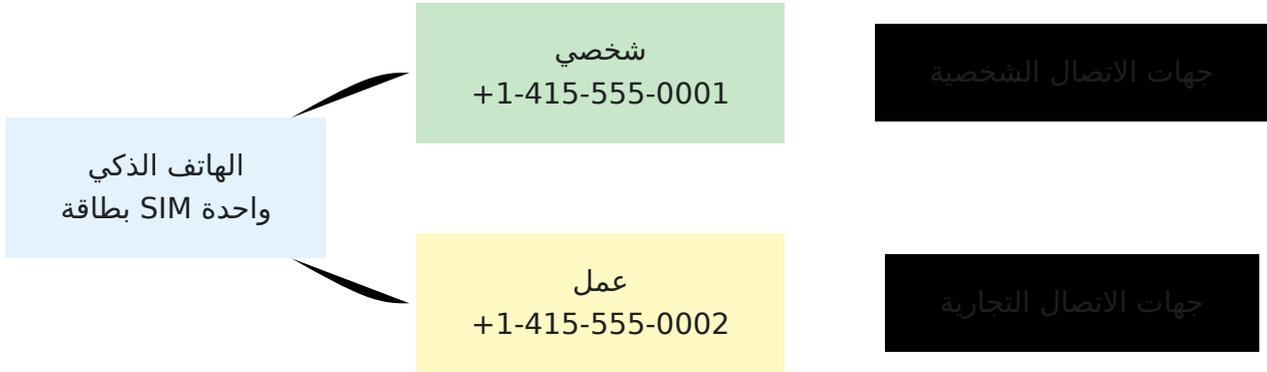 الهاتف الذكي
بطاقة SIM واحدة
شخصي
+1-415-555-0001
جهات الاتصال الشخصية
عمل
+1-415-555-0002
جهات الاتصال التجارية